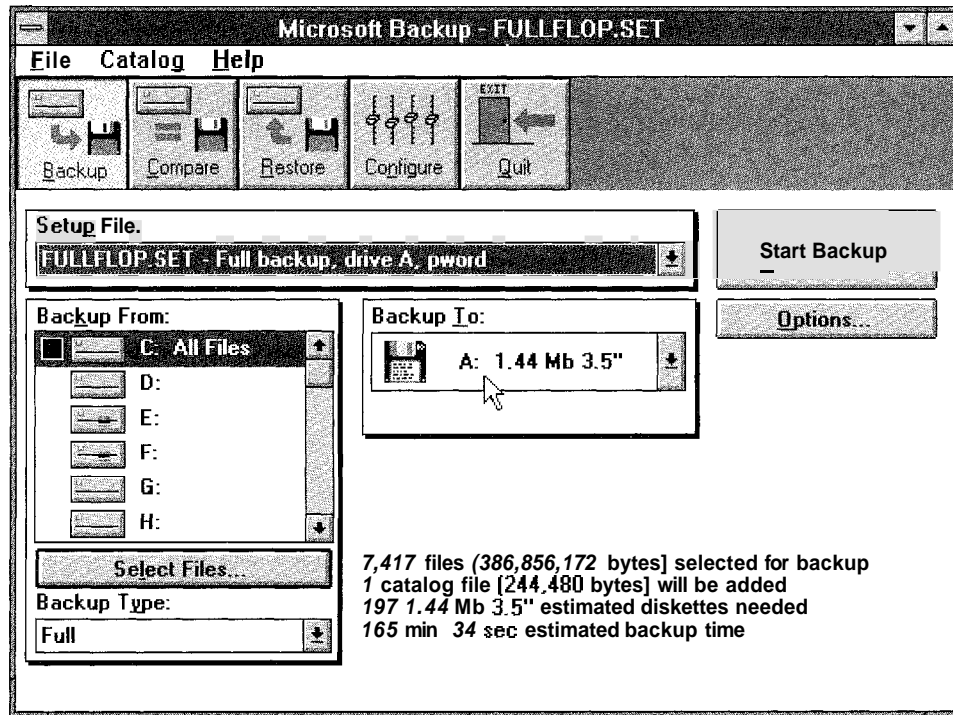 Microsoft Backup - FULLFLOP.SET
File Catalog Help
EXIT
Backup Compare Restore Configure Quit
Setup File.
FULLFLOP.SET - Full backup, drive A, pword
Start Backup
Options...
Backup From:
C: All Files
D:
E:
F:
G:
H:
Select Files...
Backup Type:
Full
Backup To:
A: 1.44 Mb 3.5"
7,417 files (386,856,172 bytes] selected for backup
1 catalog file [244,480 bytes] will be added
197 1.44 Mb 3.5" estimated diskettes needed
165 min 34 sec estimated backup time